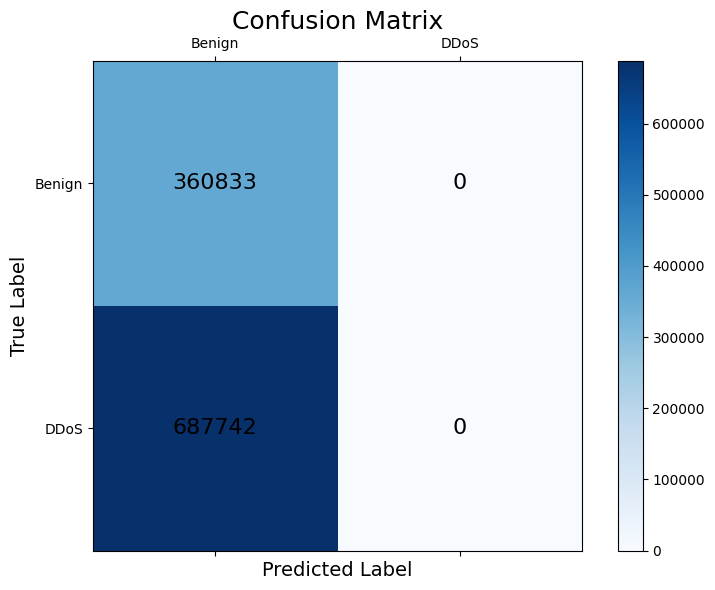 Confusion Matrix
Benign DDoS
Benign 360833 0
DDoS 687742 0
True Label
Predicted Label
600000
500000
400000
300000
200000
100000
0